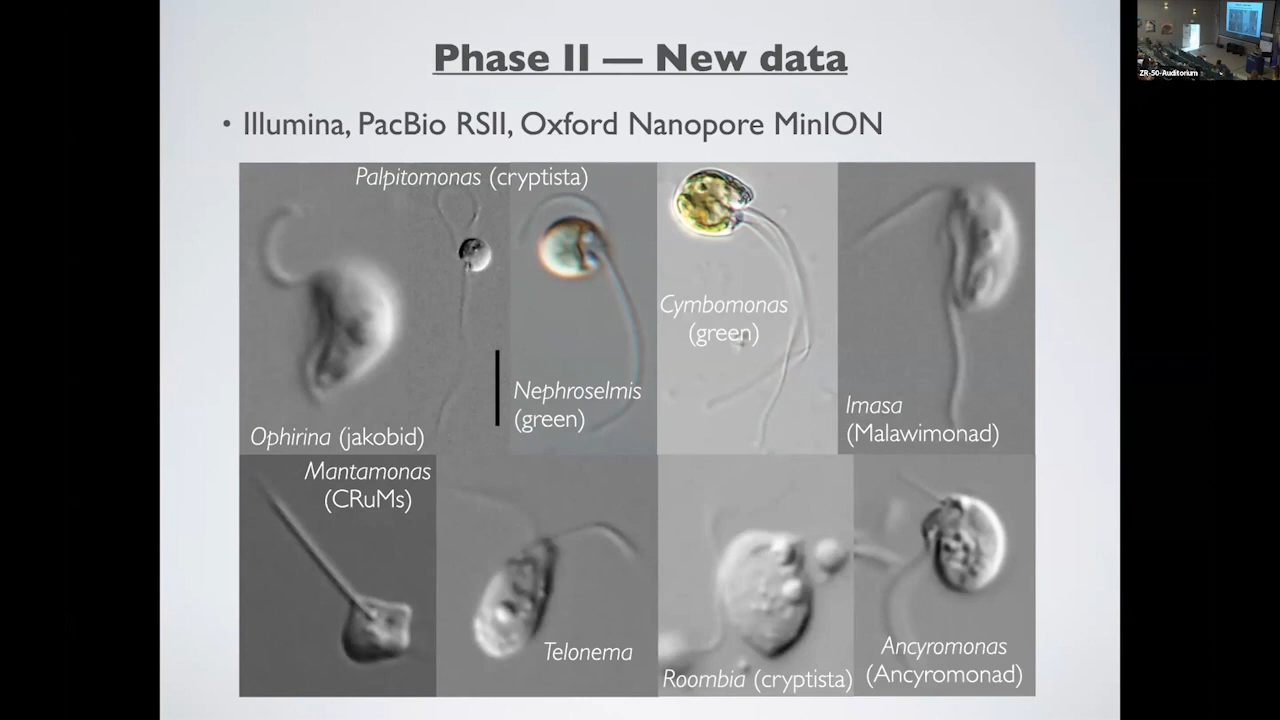 Phase II — New data
• Illumina, PacBio RSII, Oxford Nanopore MinION
Palpitomonas (cryptista)
Ophirina (jakobid)
Nephroselmis
(green)
Cymbomonas
(green)
Imasa
(Malawimonad)
Mantamonas
(CRuMs)
Telonema
Roombia (cryptista)
Ancyromonas
(Ancyromonad)
ZR-50-Auditorium